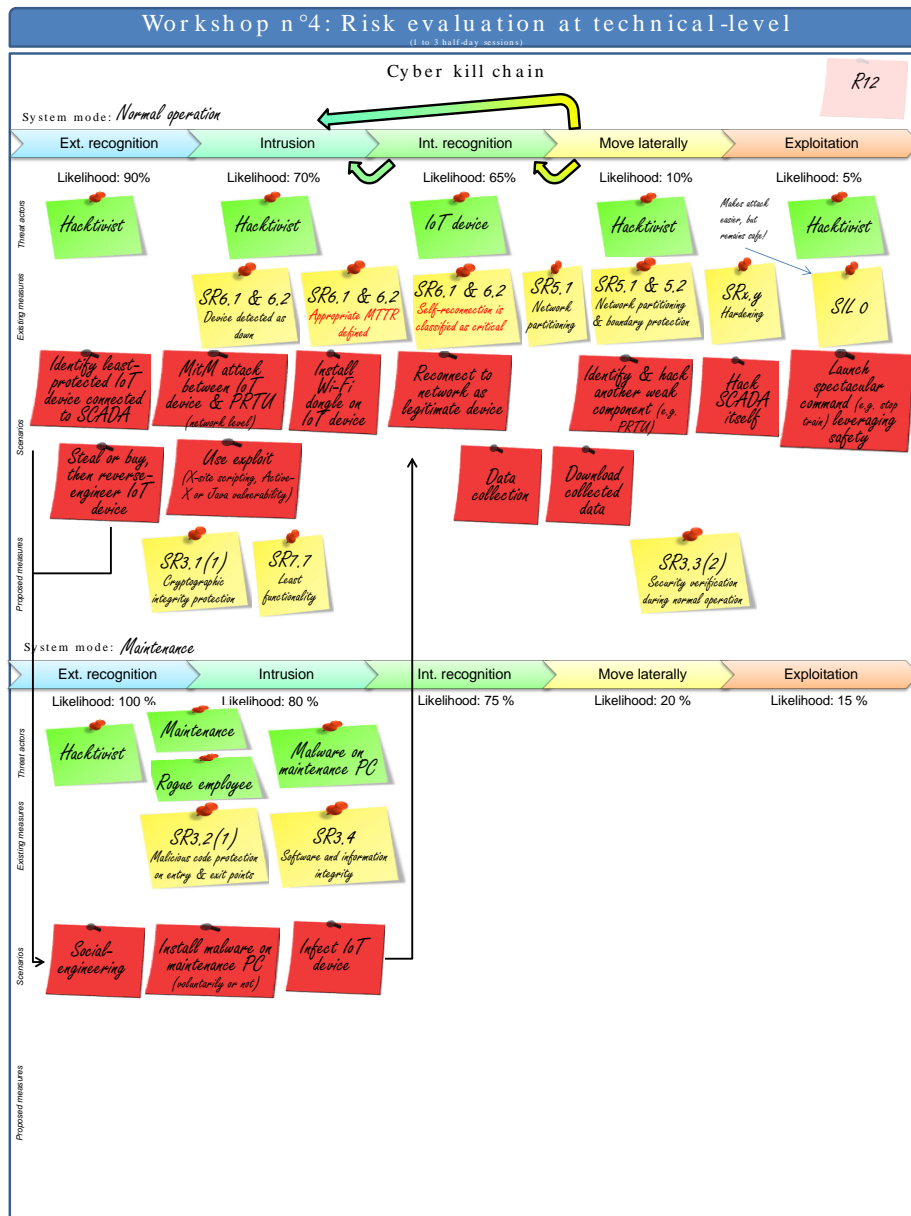 Workshop n°4: Risk evaluation at technical-level
(1 to 3 half-day sessions)
Cyber kill chain
R12
System mode: Normal operation
Ext. recognition
Intrusion
Int. recognition
Move laterally
Exploitation
Likelihood: 90%
Likelihood: 70%
Likelihood: 65%
Likelihood: 10%
Likelihood: 5%
Threat actors
Hacktivist
Hacktivist
IoT device
Hacktivist
Makes attack
easier, but
remains safe!
Hacktivist
Existing measures
SR6.1 & 6.2
Device detected as
down
SR6.1 & 6.2
Appropriate MTTR
defined
SR6.1 & 6.2
Self-reconnection is
classified as critical
SR5.1
Network
partitioning
SR5.1 & 5.2
Network partitioning
& boundary protection
SRx.y
Hardening
SIL 0
Scenarios
Identify least-
protected IoT
device connected
to SCADA
MitM attack
between IoT
device & PRTU
(network level)
Install
Wi-Fi
dongle on
IoT device
Reconnect to
network as
legitimate device
Identify & hack
another weak
component (e.g.
PRTU)
Hack
SCADA
itself
Launch
spectacular
command (e.g. stop
train) leveraging
safety
Steal or buy,
then reverse-
engineer IoT
device
Use exploit
(X-site scripting, Active-
X or Java vulnerability)
Data
collection
Download
collected
data
Proposed measures
SR3.1(1)
Cryptographic
integrity protection
SR7.7
Least
functionality
SR3.3(2)
Security verification
during normal operation
System mode: Maintenance
Ext. recognition
Intrusion
Int. recognition
Move laterally
Exploitation
Likelihood: 100 %
Likelihood: 80 %
Likelihood: 75 %
Likelihood: 20 %
Likelihood: 15 %
Threat actors
Hacktivist
Maintenance
Rogue employee
Malware on
maintenance PC
Existing measures
SR3.2(1)
Malicious code protection
on entry & exit points
SR3.4
Software and information
integrity
Scenarios
Social-
engineering
Install malware on
maintenance PC
(voluntarily or not)
Infect IoT
device
Proposed measures